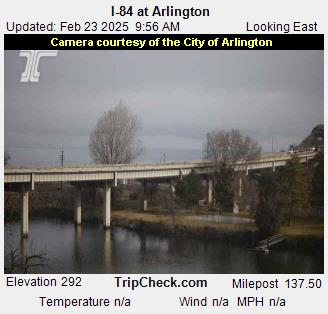 I-84 at Arlington
Updated: Feb 23 2025 9:56 AM Looking East
Camera courtesy of the City of Arlington
Elevation 292 TripCheck.com Milepost 137.50
Temperature n/a Wind n/a MPH n/a